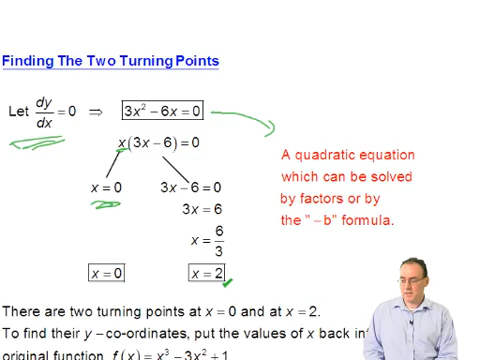 Finding The Two Turning Points
Let dy/dx = 0 ⇒ 3x² − 6x = 0
x(3x − 6) = 0
x = 0 3x − 6 = 0
3x = 6
x = 6/3
x = 0 x = 2
A quadratic equation
which can be solved
by factors or by
the " − b" formula.
There are two turning points at x = 0 and at x = 2.
To find their y − co-ordinates, put the values of x back in
original function, f(x) = x³ − 3x² + 1